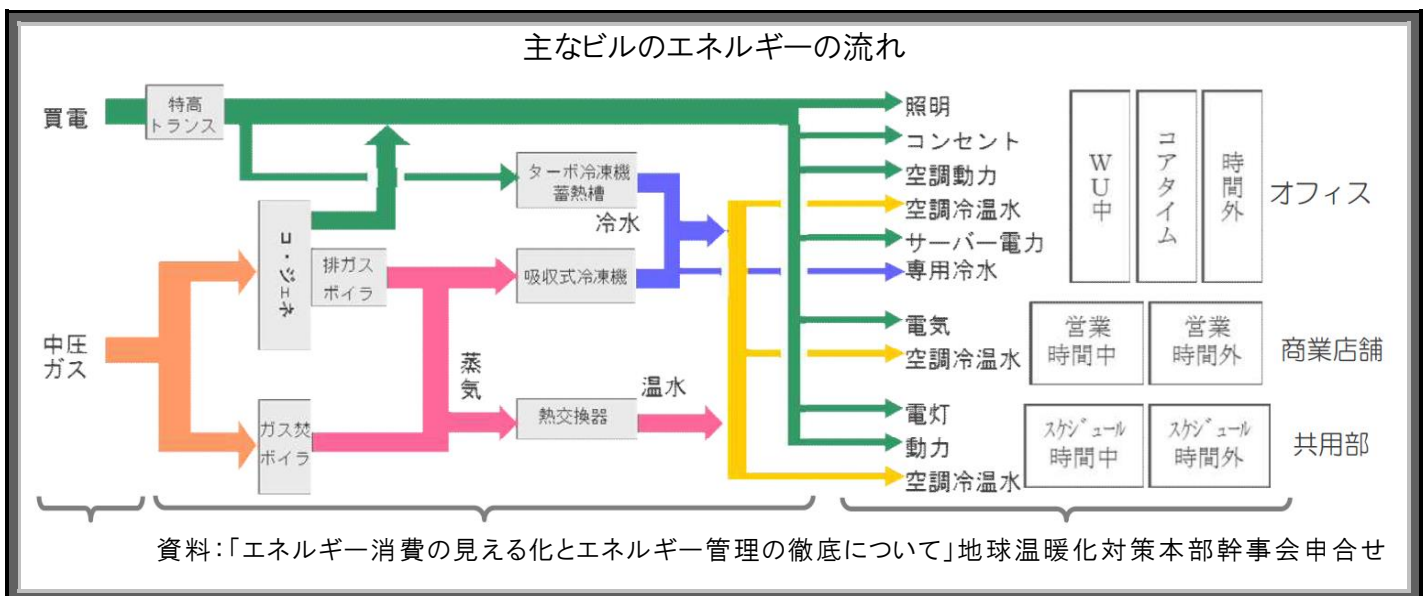 主なビルのエネルギーの流れ
買電
特高
トランス
中圧
ガス
コ・ジェネ
排ガス
ボイラ
ガス焚
ボイラ
蒸気
ターボ冷凍機
蓄熱槽
冷水
吸収式冷凍機
熱交換器
温水
照明
コンセント
空調動力
空調冷温水
サーバー電力
専用冷水
WU中
コアタイム
時間外
オフィス
電気
空調冷温水
営業
時間中
営業
時間外
商業店舗
電灯
動力
空調冷温水
スケジュール
時間中
スケジュール
時間外
共用部
資料:「エネルギー消費の見える化とエネルギー管理の徹底について」地球温暖化対策本部幹事会申合せ